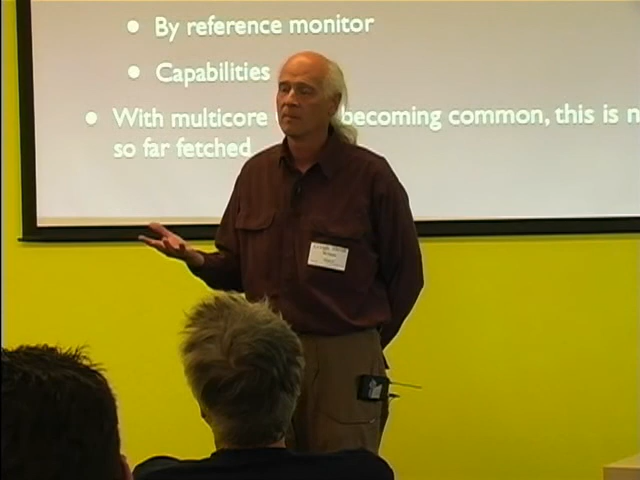 By reference monitor
Capabilities
With multicore becoming common, this is
so far fetched